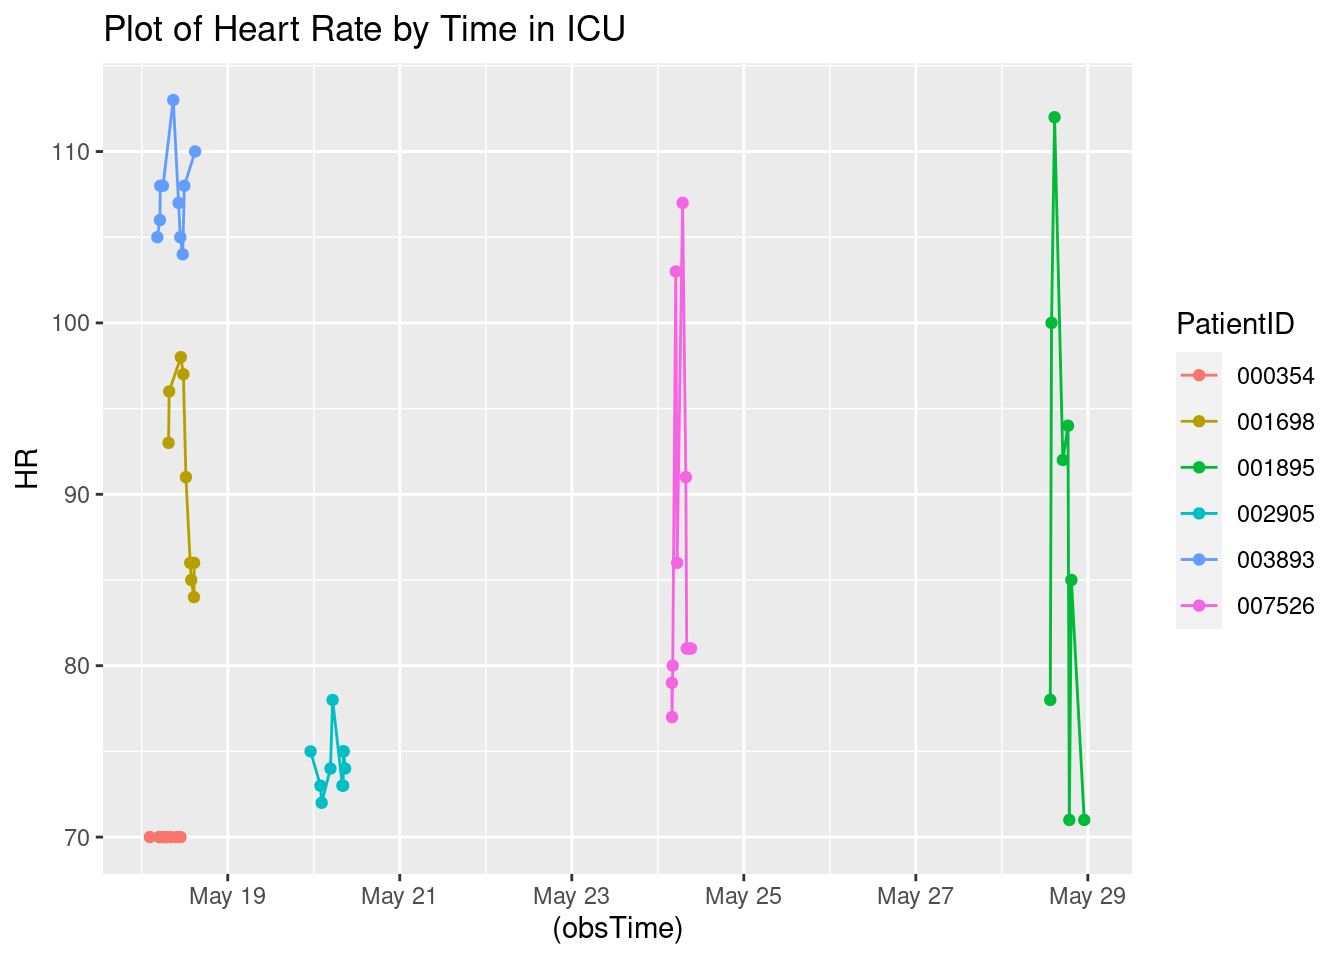 Plot of Heart Rate by Time in ICU
110
100
90
80
70
HR
May 19
May 21
May 23
May 25
May 27
May 29
(obsTime)
PatientID
000354
001698
001895
002905
003893
007526